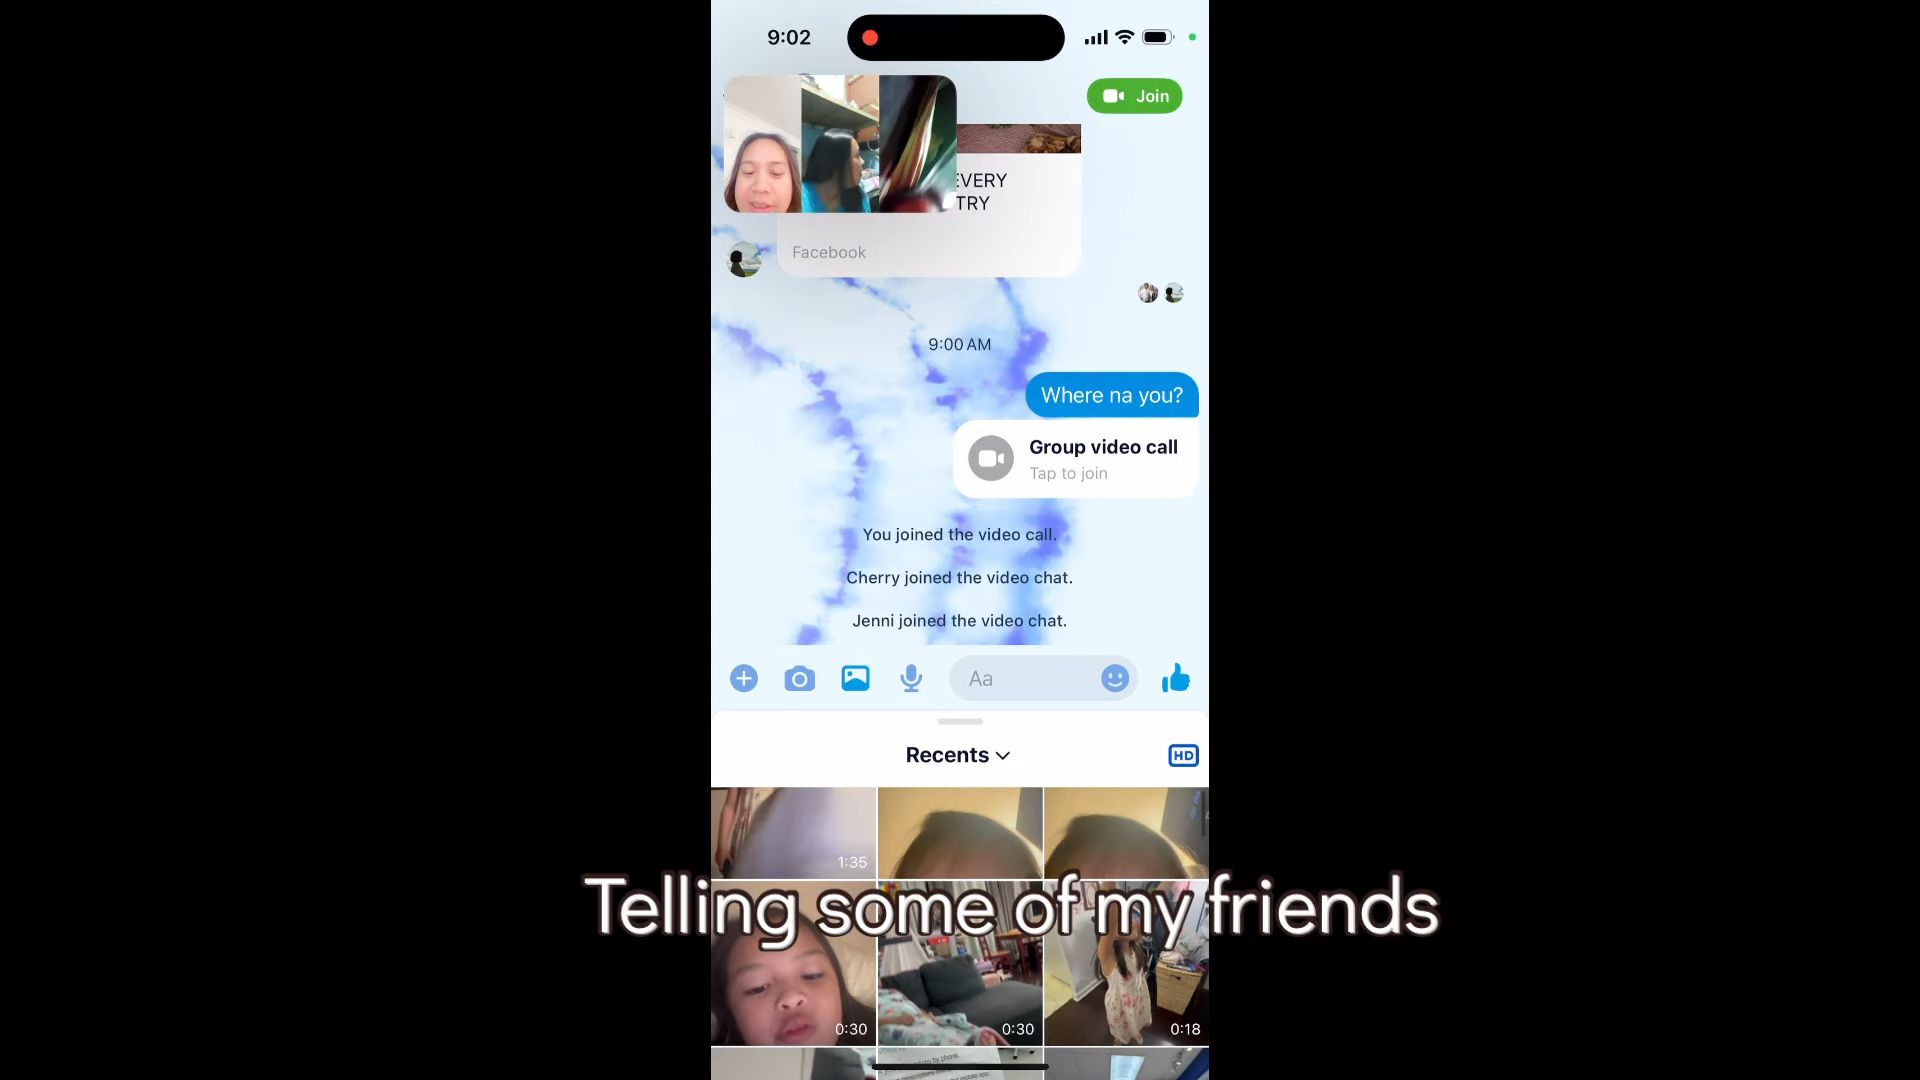 9:02
Join
EVERY
TRY
Facebook
9:00 AM
Where na you?
Group video call
Tap to join
You joined the video call.
Cherry joined the video chat.
Jenni joined the video chat.
Aa
Recents
HD
1:35
Telling some of my friends
0:30
0:30
0:18
by phone.